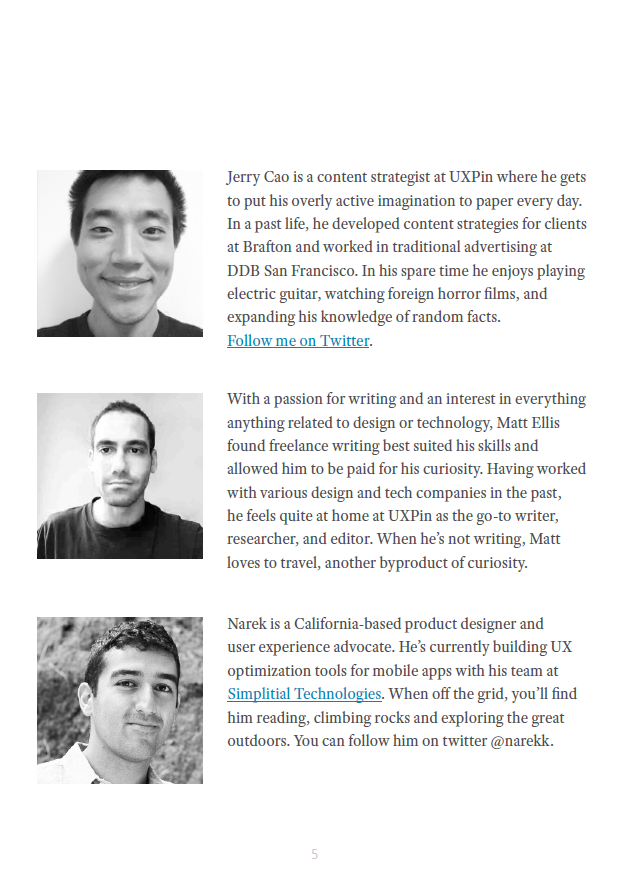 Jerry Cao is a content strategist at UXPin where he gets
to put his overly active imagination to paper every day.
In a past life, he developed content strategies for clients
at Brafton and worked in traditional advertising at
DDB San Francisco. In his spare time he enjoys playing
electric guitar, watching foreign horror films, and
expanding his knowledge of random facts.
Follow me on Twitter.
With a passion for writing and an interest in everything
anything related to design or technology, Matt Ellis
found freelance writing best suited his skills and
allowed him to be paid for his curiosity. Having worked
with various design and tech companies in the past,
he feels quite at home at UXPin as the go-to writer,
researcher, and editor. When he’s not writing, Matt
loves to travel, another byproduct of curiosity.
Narek is a California-based product designer and
user experience advocate. He’s currently building UX
optimization tools for mobile apps with his team at
Simplitial Technologies. When off the grid, you’ll find
him reading, climbing rocks and exploring the great
outdoors. You can follow him on twitter @narekk.
5